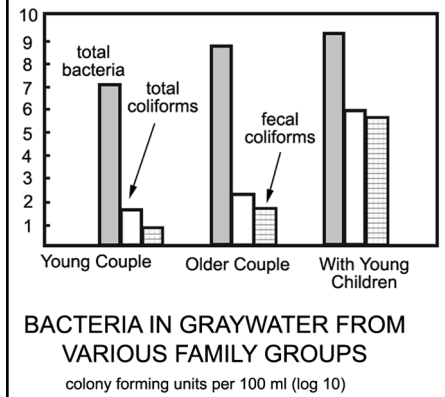 10
9
8
7
6
5
4
3
2
1
total
bacteria
total
coliforms
fecal
coliforms
Young Couple
Older Couple
With Young
Children
BACTERIA IN GRAYWATER FROM
VARIOUS FAMILY GROUPS
colony forming units per 100 ml (log 10)